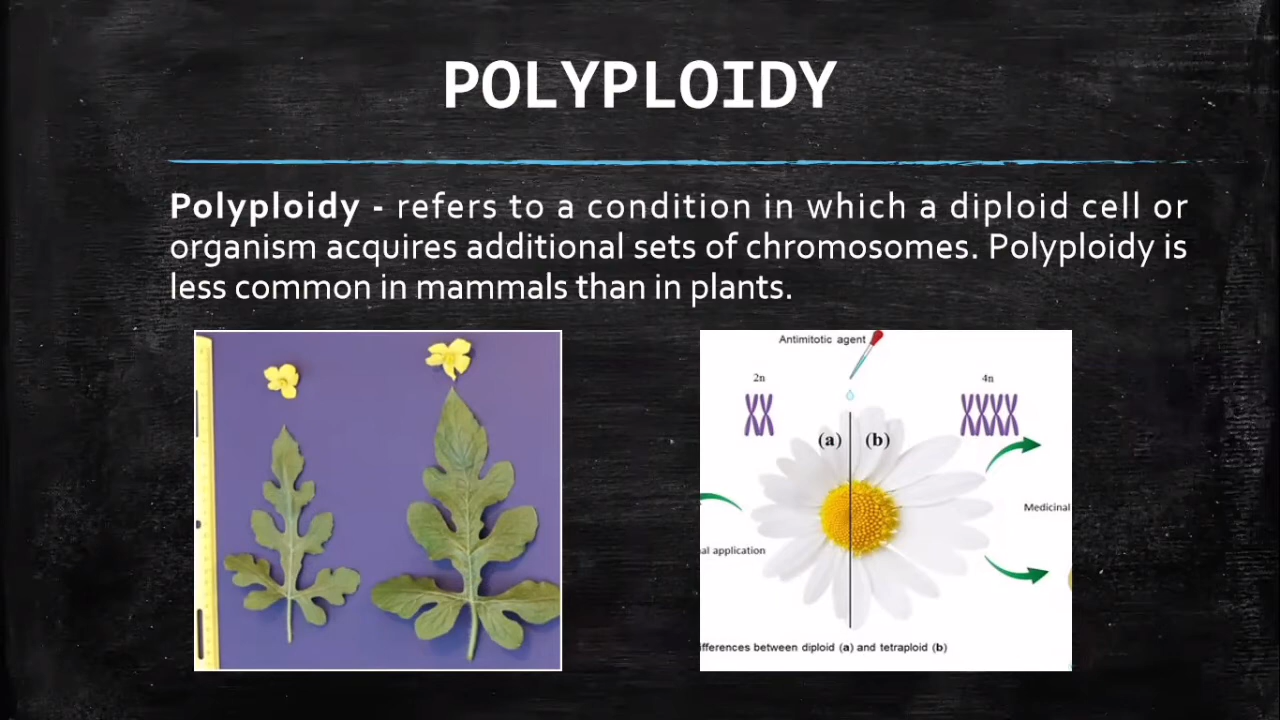 POLYPLOIDY
Polyploidy - refers to a condition in which a diploid cell or
organism acquires additional sets of chromosomes. Polyploidy is
less common in mammals than in plants.
Antimitotic agent
2n
4n
(a)
(b)
Medicinal
al application
ifferences between diploid (a) and tetraploid (b)